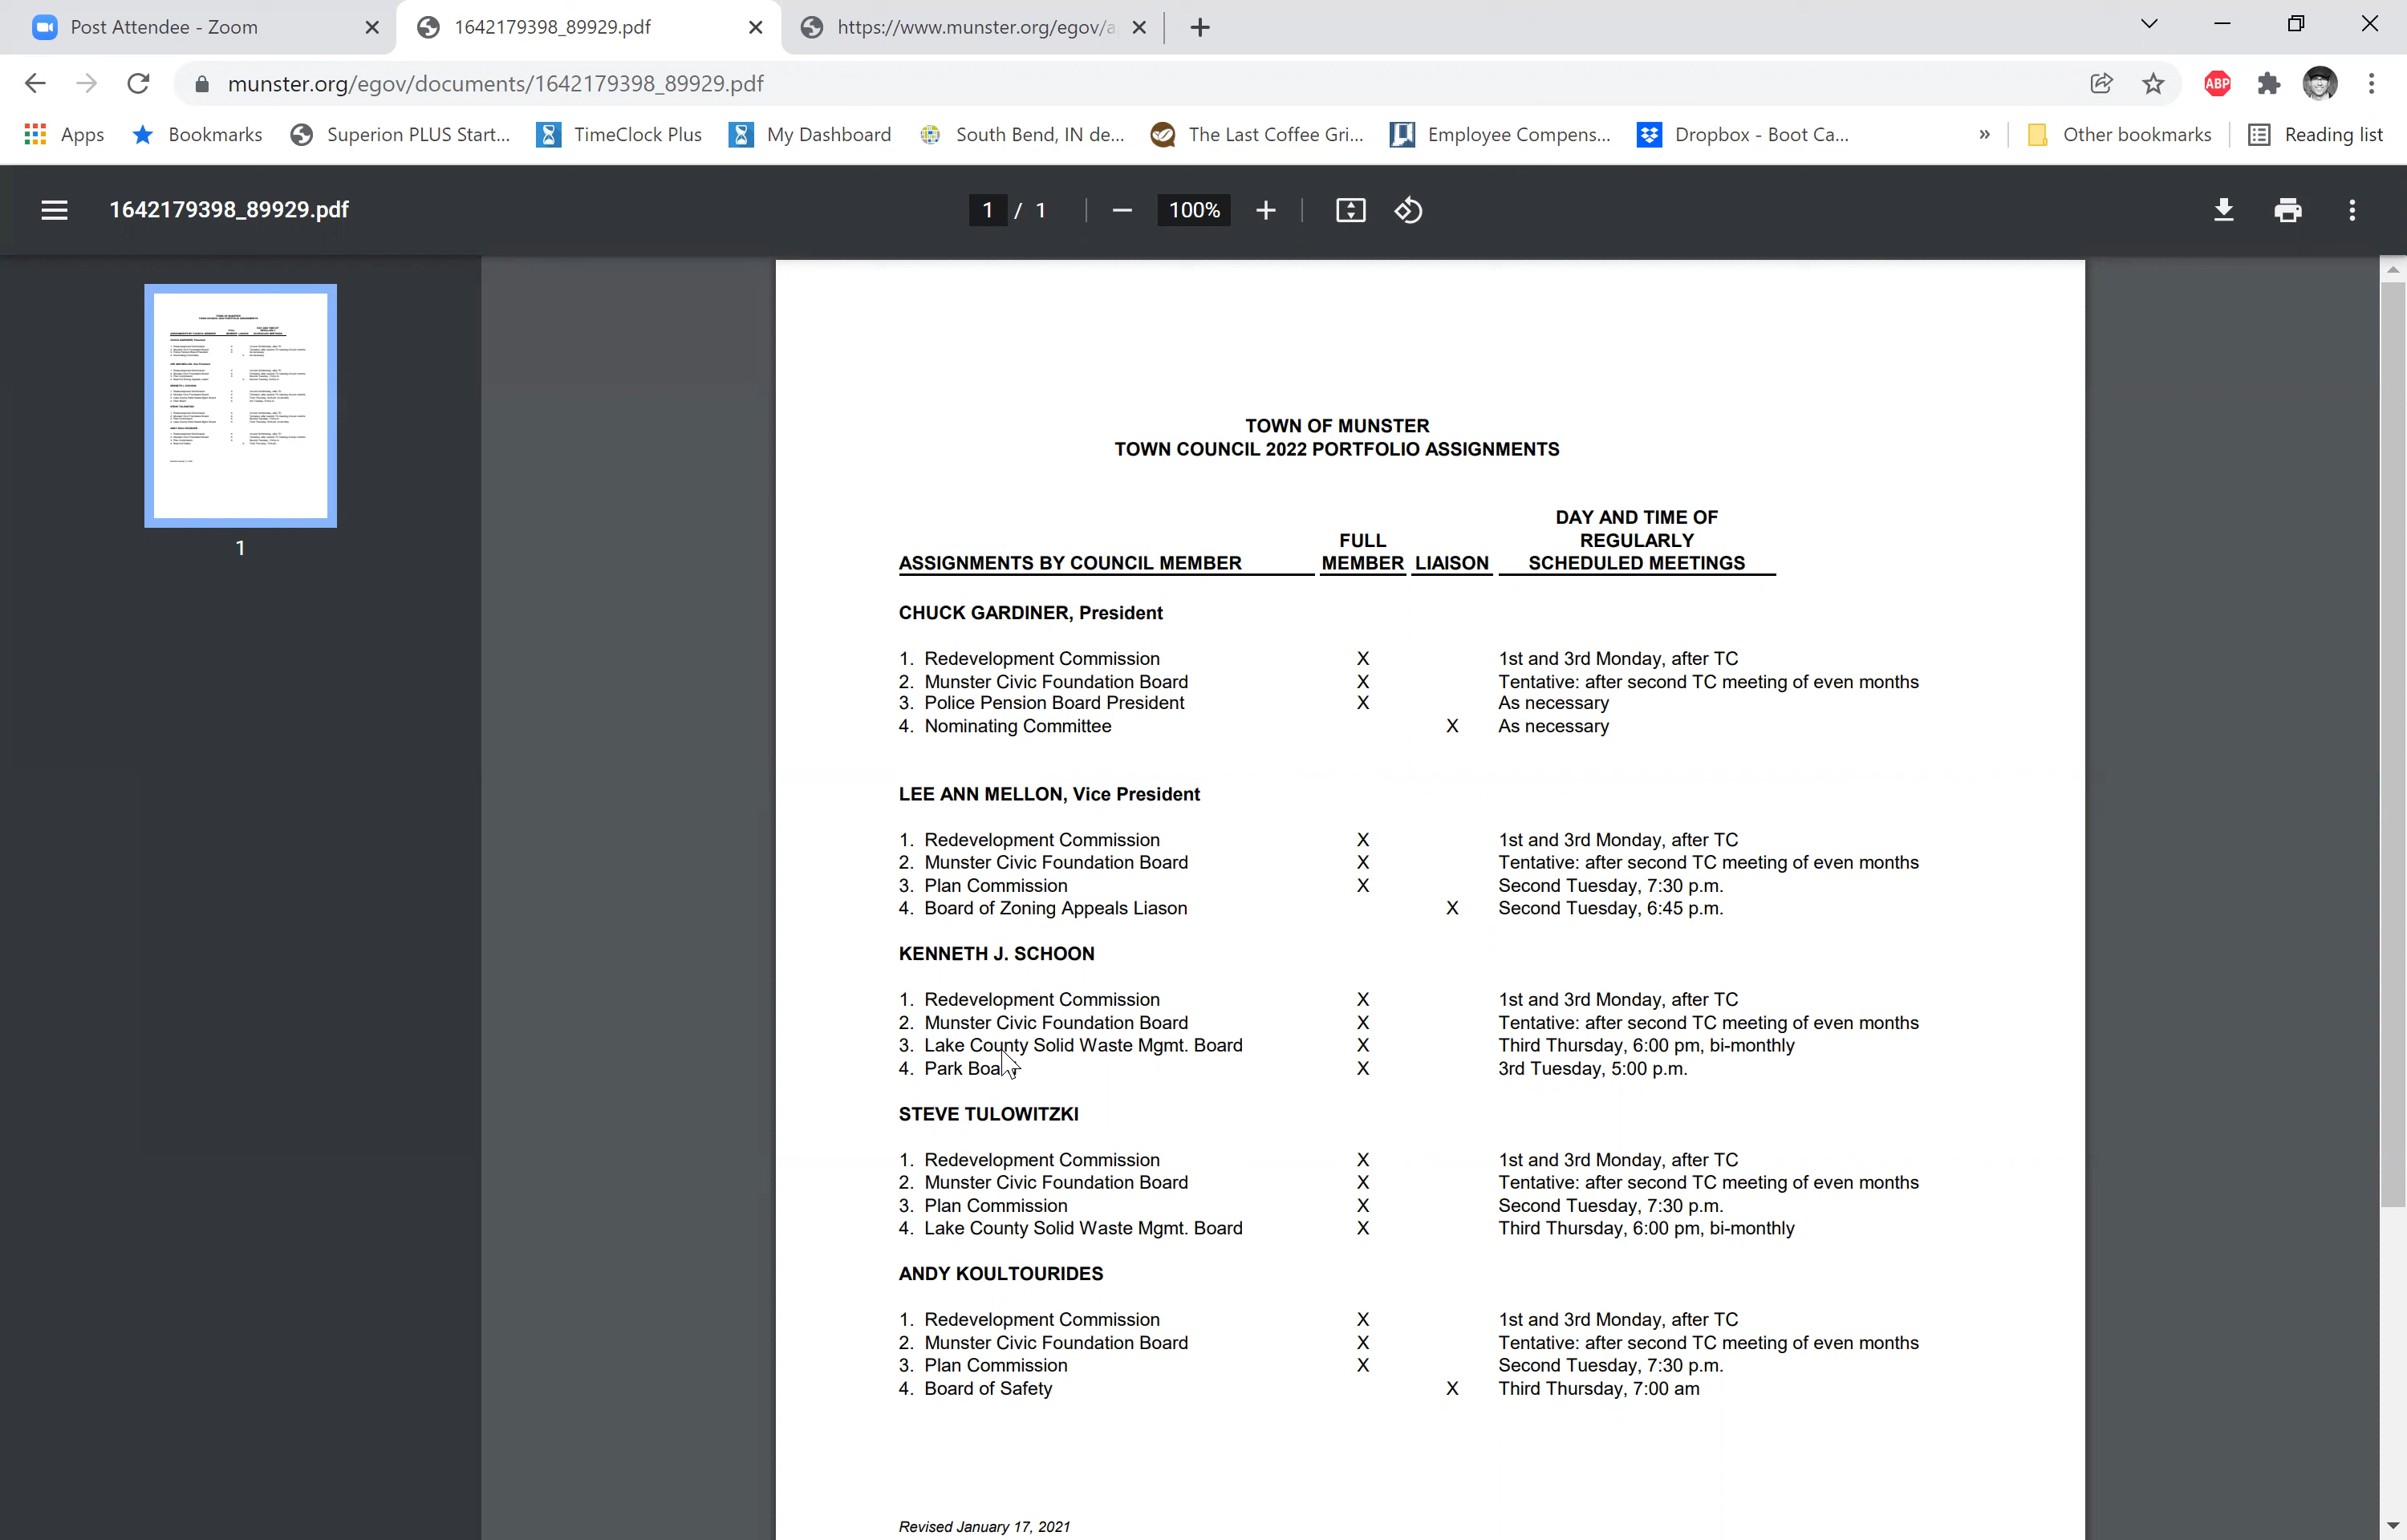 Post Attendee - Zoom
1642179398_89929.pdf
https://www.munster.org/egov/a
munster.org/egov/documents/1642179398_89929.pdf
ABP
Apps
Bookmarks
Superion PLUS Start...
TimeClock Plus
My Dashboard
South Bend, IN de...
The Last Coffee Gri...
Employee Compens...
Dropbox - Boot Ca...
»
Other bookmarks
Reading list
1642179398_89929.pdf
1 / 1
100%
1
TOWN OF MUNSTER
TOWN COUNCIL 2022 PORTFOLIO ASSIGNMENTS
DAY AND TIME OF
FULL REGULARLY
ASSIGNMENTS BY COUNCIL MEMBER MEMBER LIAISON SCHEDULED MEETINGS
CHUCK GARDINER, President
1. Redevelopment Commission X 1st and 3rd Monday, after TC
2. Munster Civic Foundation Board X Tentative: after second TC meeting of even months
3. Police Pension Board President X As necessary
4. Nominating Committee X As necessary
LEE ANN MELLON, Vice President
1. Redevelopment Commission X 1st and 3rd Monday, after TC
2. Munster Civic Foundation Board X Tentative: after second TC meeting of even months
3. Plan Commission X Second Tuesday, 7:30 p.m.
4. Board of Zoning Appeals Liason X Second Tuesday, 6:45 p.m.
KENNETH J. SCHOON
1. Redevelopment Commission X 1st and 3rd Monday, after TC
2. Munster Civic Foundation Board X Tentative: after second TC meeting of even months
3. Lake County Solid Waste Mgmt. Board X Third Thursday, 6:00 pm, bi-monthly
4. Park Board X 3rd Tuesday, 5:00 p.m.
STEVE TULOWITZKI
1. Redevelopment Commission X 1st and 3rd Monday, after TC
2. Munster Civic Foundation Board X Tentative: after second TC meeting of even months
3. Plan Commission X Second Tuesday, 7:30 p.m.
4. Lake County Solid Waste Mgmt. Board X Third Thursday, 6:00 pm, bi-monthly
ANDY KOULTOURIDES
1. Redevelopment Commission X 1st and 3rd Monday, after TC
2. Munster Civic Foundation Board X Tentative: after second TC meeting of even months
3. Plan Commission X Second Tuesday, 7:30 p.m.
4. Board of Safety X Third Thursday, 7:00 am
Revised January 17, 2021